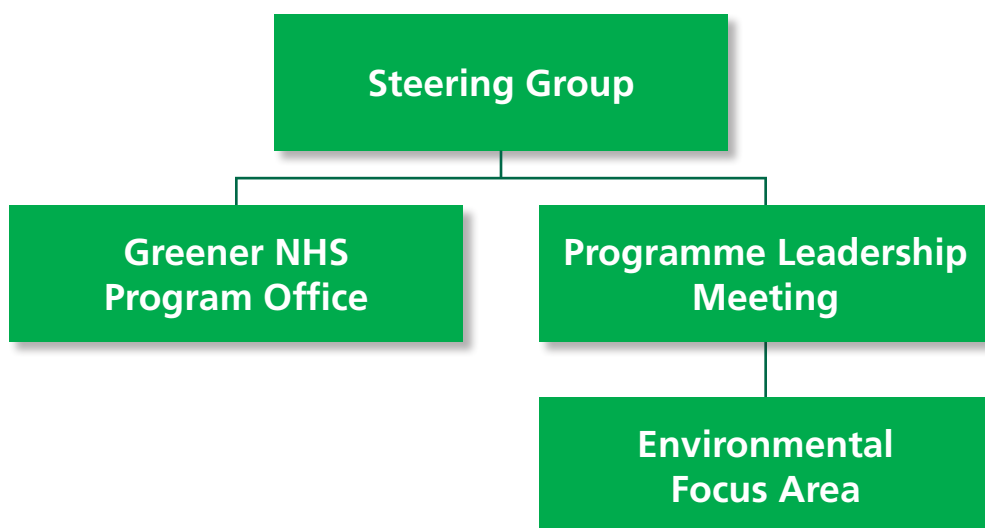 Steering Group
Greener NHS
Program Office
Programme Leadership
Meeting
Environmental
Focus Area